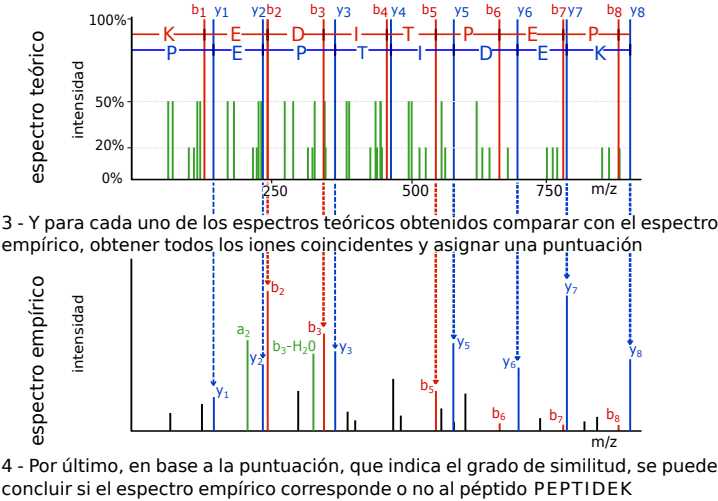 b1 y1 y2 b2 b3 y3 b4 y4 b5 y5 b6 y6 b7 y7 b8 y8
100%
K E D I T P E P
P E P T I D E K
espectro teórico
intensidad
50%
20%
0%
250 500 750 m/z
3 - Y para cada uno de los espectros teóricos obtenidos comparar con el espectro
empírico, obtener todos los iones coincidentes y asignar una puntuación
espectro empírico
intensidad
b2
y7
a2
b3
b3-H20
y3
y2
y5
y8
y6
b5
y1
b6
b7
b8
m/z
4 - Por último, en base a la puntuación, que indica el grado de similitud, se puede
concluir si el espectro empírico corresponde o no al péptido PEPTIDEK